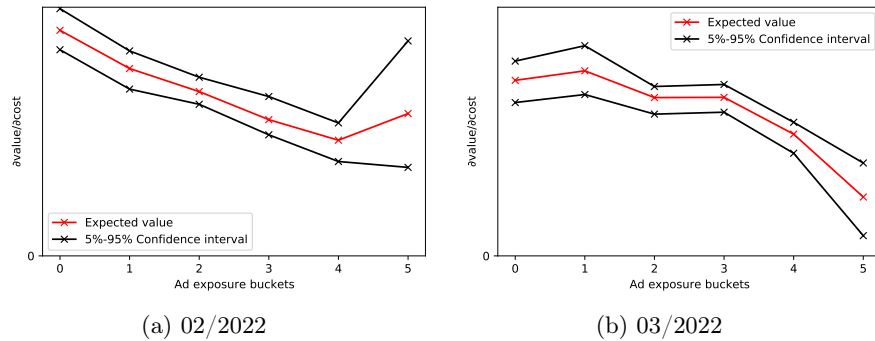 ∂value/∂cost
0
Expected value
5%-95% Confidence interval
0 1 2 3 4 5
Ad exposure buckets
(a) 02/2022
∂value/∂cost
0
Expected value
5%-95% Confidence interval
0 1 2 3 4 5
Ad exposure buckets
(b) 03/2022